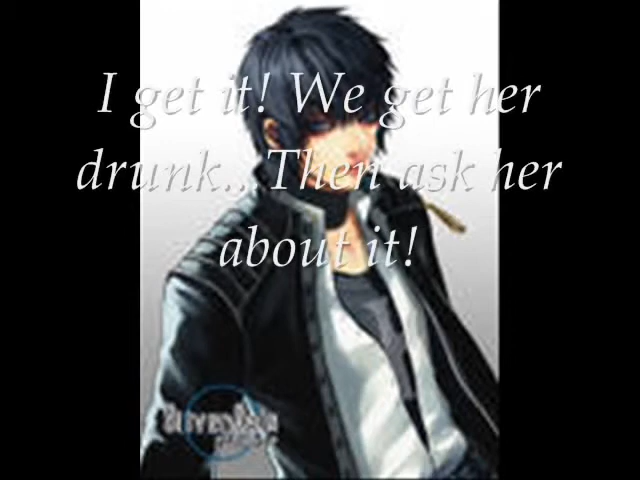 I get it! We get her
drunk...Then ask her
about it!